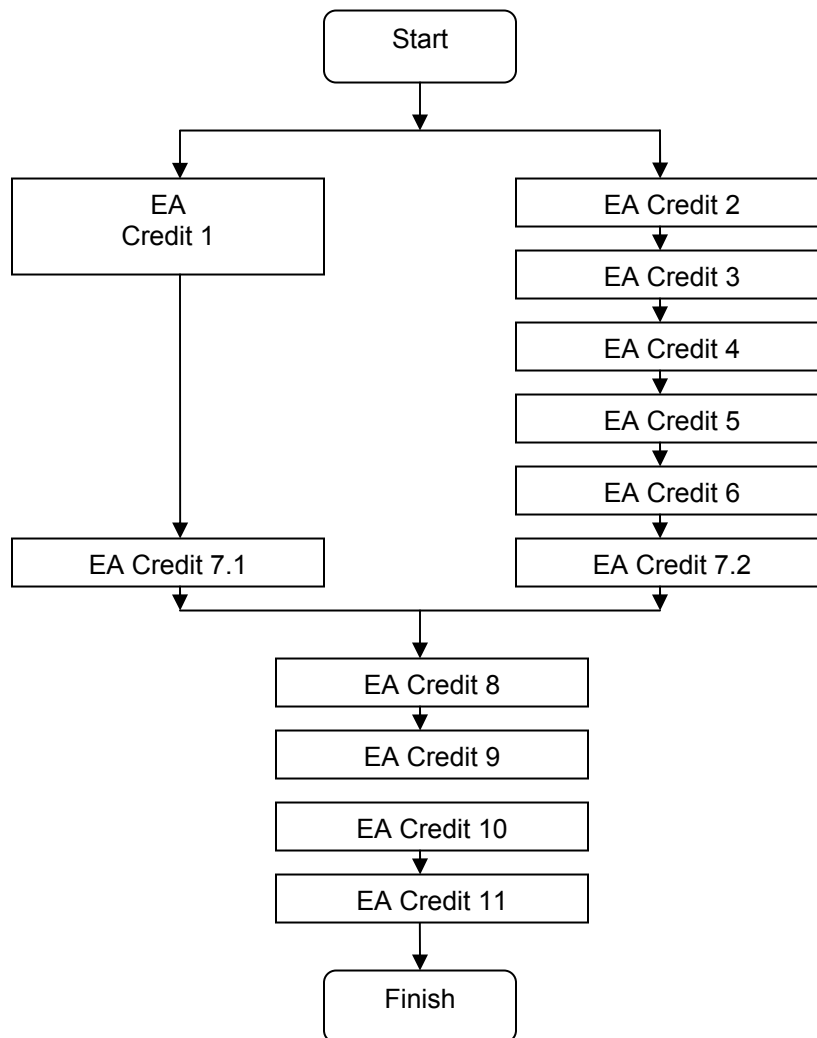 Start
EA
Credit 1
EA Credit 2
EA Credit 3
EA Credit 4
EA Credit 5
EA Credit 6
EA Credit 7.1
EA Credit 7.2
EA Credit 8
EA Credit 9
EA Credit 10
EA Credit 11
Finish